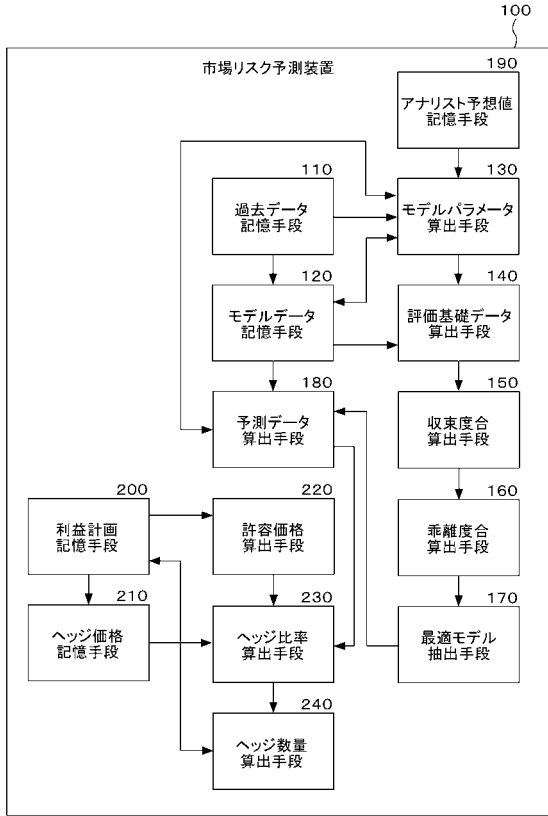 100
市場リスク予測装置
190
アナリスト予想値
記憶手段
110
過去データ
記憶手段
130
モデルパラメータ
算出手段
120
モデルデータ
記憶手段
140
評価基礎データ
算出手段
180
予測データ
算出手段
150
収束度合
算出手段
200
利益計画
記憶手段
220
許容価格
算出手段
160
乖離度合
算出手段
210
ヘッジ価格
記憶手段
230
ヘッジ比率
算出手段
170
最適モデル
抽出手段
240
ヘッジ数量
算出手段